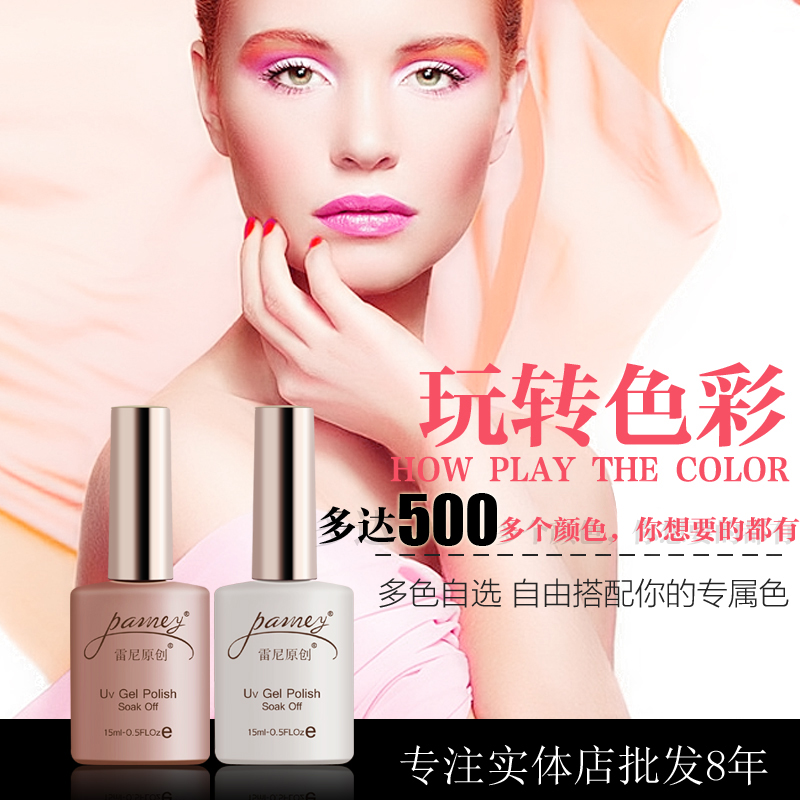 玩转色彩
HOW PLAY THE COLOR
多达500多个颜色，你想要的都有
多色自选 自由搭配你的专属色
pamey®
雷尼原创®
Uv Gel Polish
Soak Off
15ml-0.5FLOz e
pamey®
雷尼原创®
Uv Gel Polish
Soak Off
15ml-0.5FLOz e
专注实体店批发8年